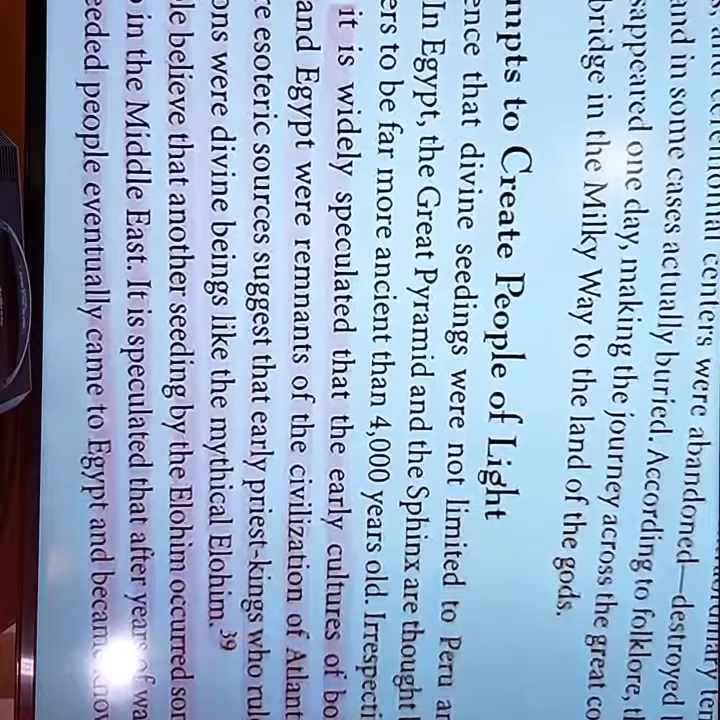 centers were abandoned—destroyed
and in some cases actually buried. According to folklore,
sappeared one day, making the journey across the great co
bridge in the Milky Way to the land of the gods.
mpts to Create People of Light
ence that divine seedings were not limited to Peru an
In Egypt, the Great Pyramid and the Sphinx are thought
ers to be far more ancient than 4,000 years old. Irrespecti
it is widely speculated that the early cultures of bo
and Egypt were remnants of the civilization of Atlant
re esoteric sources suggest that early priest-kings who rul
ons were divine beings like the mythical Elohim.39
le believe that another seeding by the Elohim occurred som
in the Middle East. It is speculated that after years of wa
eeded people eventually came to Egypt and became